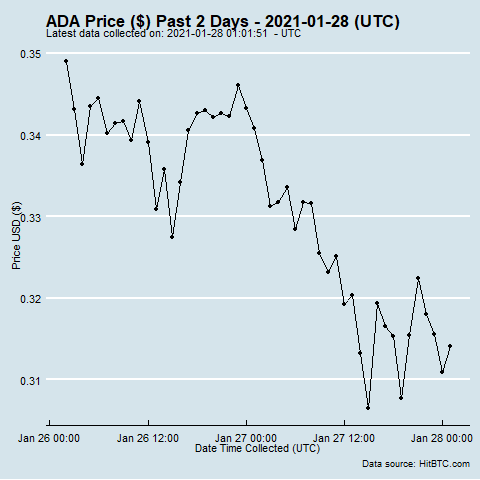 ADA Price ($) Past 2 Days - 2021-01-28 (UTC)
Latest data collected on: 2021-01-28 01:01:51 - UTC
0.35
0.34
0.33
0.32
0.31
Price USD ($)
Jan 26 00:00 Jan 26 12:00 Jan 27 00:00 Jan 27 12:00 Jan 28 00:00
Date Time Collected (UTC)
Data source: HitBTC.com